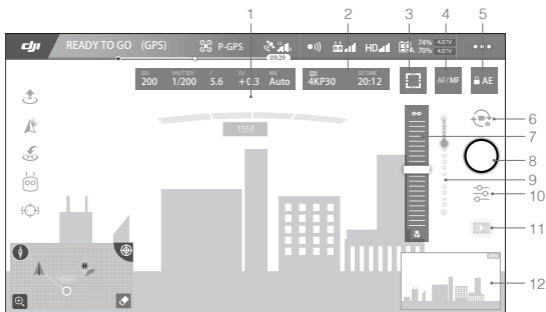 1 2 3 4 5
dji READY TO GO (GPS) P-GPS HD 74% 4.07V
70% 4.07V
09:29
ISO SHUTTER F EV WB SD TIME
200 1/200 5.6 +0.3 Auto 4KP30 20:12 AF/MF AE
15M
H
6
7
8
9
10
11
12